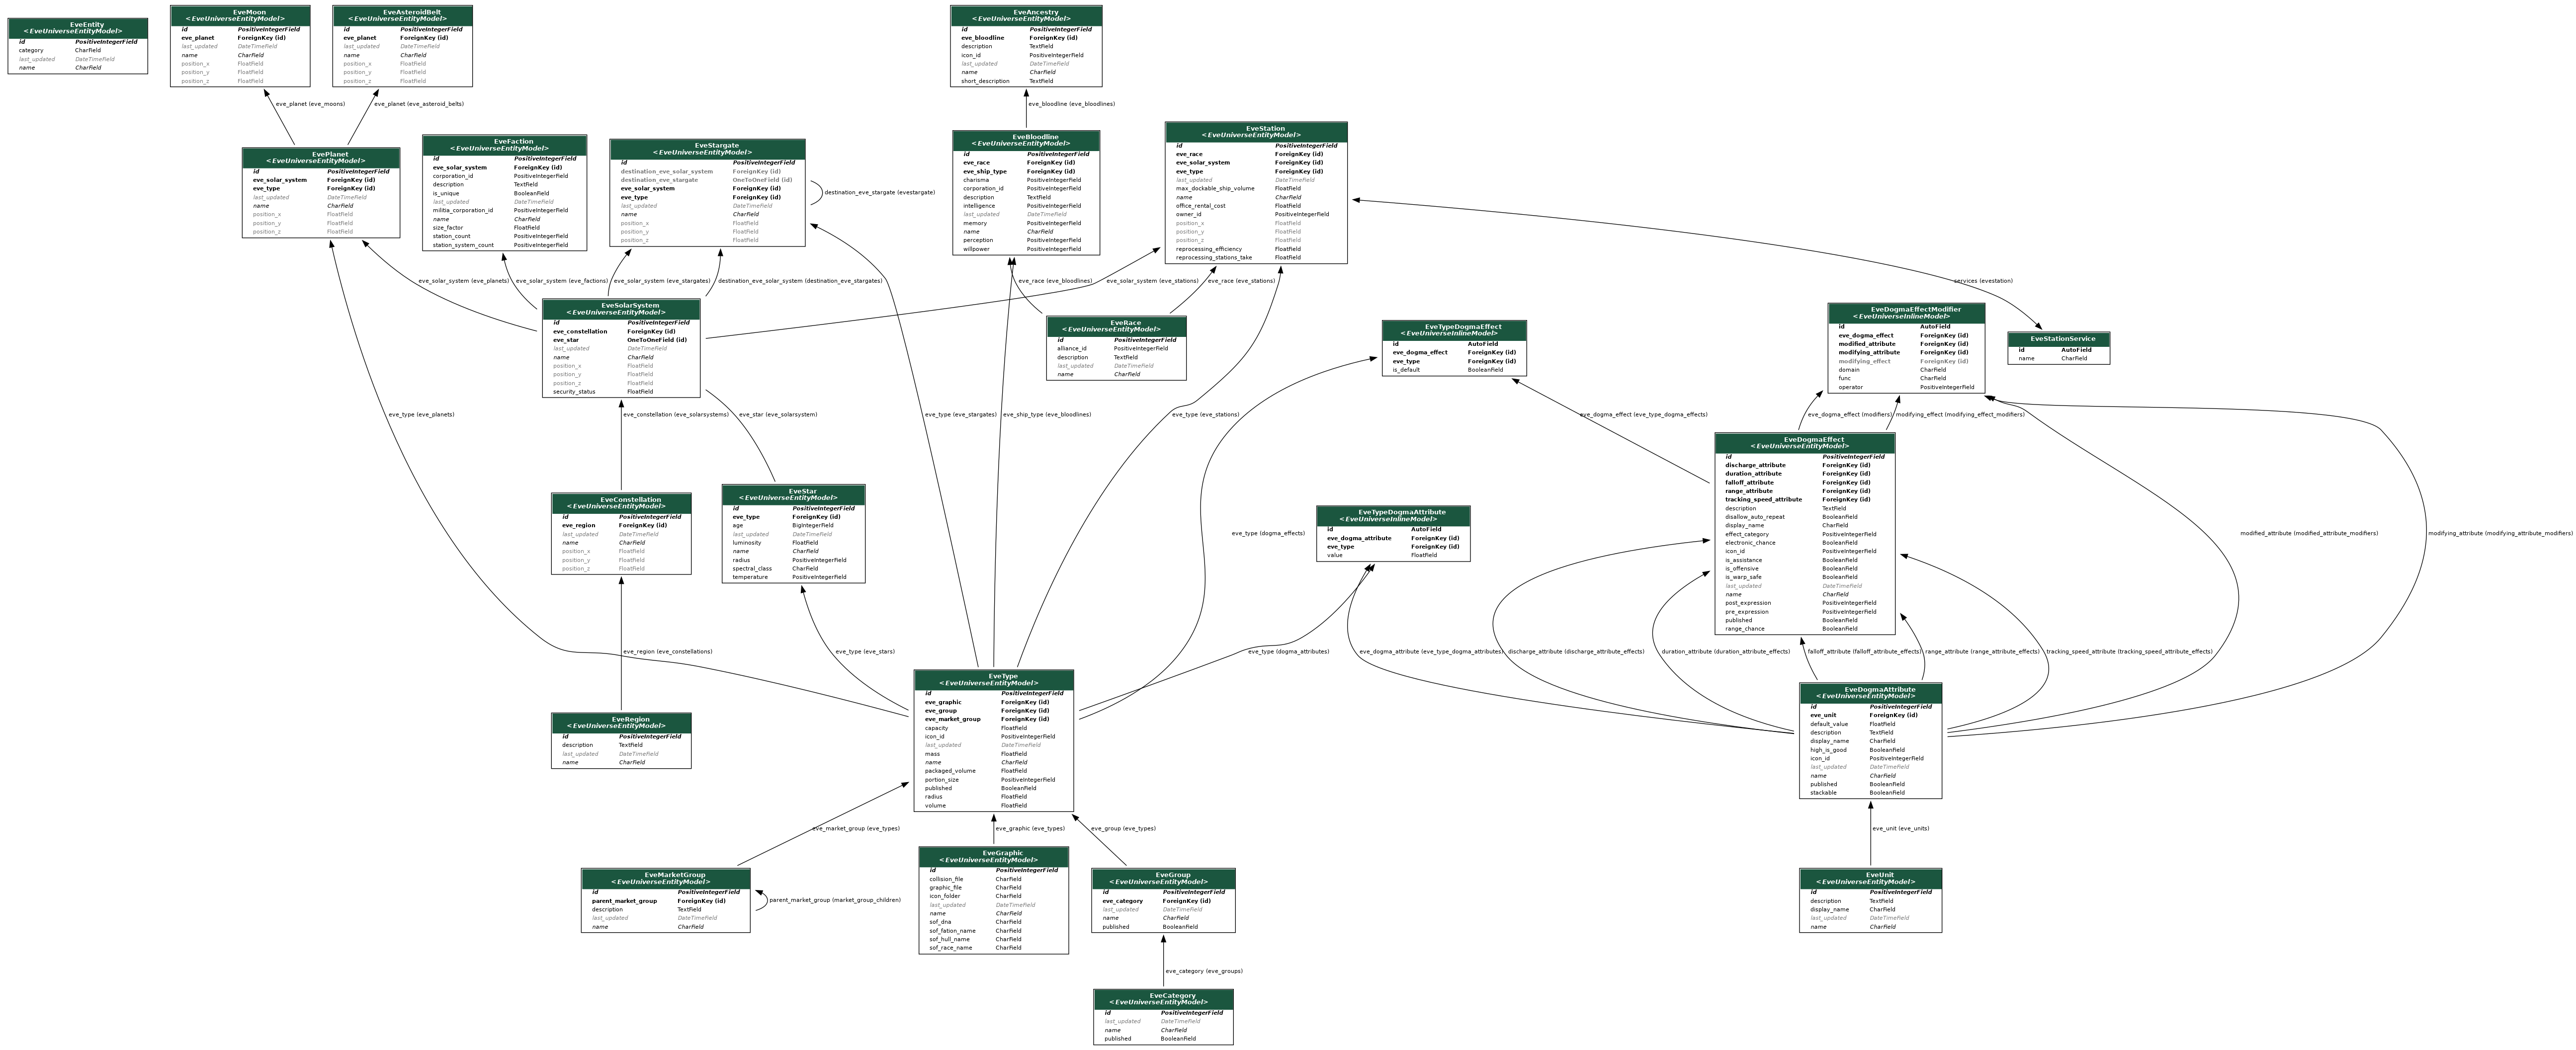 EveEntity
<EveUniverseEntityModel>
id PositiveIntegerField
category CharField
last_updated DateTimeField
name CharField
EveMoon
<EveUniverseEntityModel>
id PositiveIntegerField
eve_planet ForeignKey (id)
last_updated DateTimeField
name CharField
position_x FloatField
position_y FloatField
position_z FloatField
EveAsteroidBelt
<EveUniverseEntityModel>
id PositiveIntegerField
eve_planet ForeignKey (id)
last_updated DateTimeField
name CharField
position_x FloatField
position_y FloatField
position_z FloatField
EveAncestry
<EveUniverseEntityModel>
id PositiveIntegerField
eve_bloodline ForeignKey (id)
description TextField
icon_id PositiveIntegerField
last_updated DateTimeField
name CharField
short_description TextField
eve_planet (eve_moons)
eve_planet (eve_asteroid_belts)
eve_bloodline (eve_bloodlines)
EvePlanet
<EveUniverseEntityModel>
id PositiveIntegerField
eve_solar_system ForeignKey (id)
eve_type ForeignKey (id)
last_updated DateTimeField
name CharField
position_x FloatField
position_y FloatField
position_z FloatField
EveFaction
<EveUniverseEntityModel>
id PositiveIntegerField
eve_solar_system ForeignKey (id)
corporation_id PositiveIntegerField
description TextField
is_unique BooleanField
last_updated DateTimeField
militia_corporation_id PositiveIntegerField
name CharField
size_factor FloatField
station_count PositiveIntegerField
station_system_count PositiveIntegerField
EveStargate
<EveUniverseEntityModel>
id PositiveIntegerField
destination_eve_solar_system ForeignKey (id)
destination_eve_stargate OneToOneField (id)
eve_solar_system ForeignKey (id)
eve_type ForeignKey (id)
last_updated DateTimeField
name CharField
position_x FloatField
position_y FloatField
position_z FloatField
destination_eve_stargate (evestargate)
EveBloodline
<EveUniverseEntityModel>
id PositiveIntegerField
eve_race ForeignKey (id)
eve_ship_type ForeignKey (id)
charisma PositiveIntegerField
corporation_id PositiveIntegerField
description TextField
intelligence PositiveIntegerField
last_updated DateTimeField
memory PositiveIntegerField
name CharField
perception PositiveIntegerField
willpower PositiveIntegerField
EveStation
<EveUniverseEntityModel>
id PositiveIntegerField
eve_race ForeignKey (id)
eve_solar_system ForeignKey (id)
eve_type ForeignKey (id)
last_updated DateTimeField
max_dockable_ship_volume FloatField
name CharField
office_rental_cost FloatField
owner_id PositiveIntegerField
position_x FloatField
position_y FloatField
position_z FloatField
reprocessing_efficiency FloatField
reprocessing_stations_take FloatField
eve_solar_system (eve_planets)
eve_solar_system (eve_factions)
eve_solar_system (eve_stargates)
destination_eve_solar_system (destination_eve_stargates)
eve_race (eve_bloodlines)
eve_solar_system (eve_stations)
eve_race (eve_stations)
services (evestation)
EveSolarSystem
<EveUniverseEntityModel>
id PositiveIntegerField
eve_constellation ForeignKey (id)
eve_star OneToOneField (id)
last_updated DateTimeField
name CharField
position_x FloatField
position_y FloatField
position_z FloatField
security_status FloatField
EveRace
<EveUniverseEntityModel>
id PositiveIntegerField
alliance_id PositiveIntegerField
description TextField
last_updated DateTimeField
name CharField
EveTypeDogmaEffect
<EveUniverseInlineModel>
id AutoField
eve_dogma_effect ForeignKey (id)
eve_type ForeignKey (id)
is_default BooleanField
EveDogmaEffectModifier
<EveUniverseInlineModel>
id AutoField
eve_dogma_effect ForeignKey (id)
modified_attribute ForeignKey (id)
modifying_attribute ForeignKey (id)
modifying_effect ForeignKey (id)
domain CharField
func CharField
operator PositiveIntegerField
EveStationService
id AutoField
name CharField
eve_type (eve_planets)
eve_constellation (eve_solarsystems)
eve_star (eve_solarsystem)
eve_type (eve_stargates)
eve_ship_type (eve_bloodlines)
eve_type (eve_stations)
eve_dogma_effect (eve_type_dogma_effects)
eve_dogma_effect (modifiers)
modifying_effect (modifying_effect_modifiers)
EveConstellation
<EveUniverseEntityModel>
id PositiveIntegerField
eve_region ForeignKey (id)
last_updated DateTimeField
name CharField
position_x FloatField
position_y FloatField
position_z FloatField
EveStar
<EveUniverseEntityModel>
id PositiveIntegerField
eve_type ForeignKey (id)
age BigIntegerField
last_updated DateTimeField
luminosity FloatField
name CharField
radius PositiveIntegerField
spectral_class CharField
temperature PositiveIntegerField
eve_type (dogma_effects)
EveTypeDogmaAttribute
<EveUniverseInlineModel>
id AutoField
eve_dogma_attribute ForeignKey (id)
eve_type ForeignKey (id)
value FloatField
EveDogmaEffect
<EveUniverseEntityModel>
id PositiveIntegerField
discharge_attribute ForeignKey (id)
duration_attribute ForeignKey (id)
falloff_attribute ForeignKey (id)
range_attribute ForeignKey (id)
tracking_speed_attribute ForeignKey (id)
description TextField
disallow_auto_repeat BooleanField
display_name CharField
effect_category PositiveIntegerField
electronic_chance BooleanField
icon_id PositiveIntegerField
is_assistance BooleanField
is_offensive BooleanField
is_warp_safe BooleanField
last_updated DateTimeField
name CharField
post_expression PositiveIntegerField
pre_expression PositiveIntegerField
published BooleanField
range_chance BooleanField
modified_attribute (modified_attribute_modifiers)
modifying_attribute (modifying_attribute_modifiers)
eve_region (eve_constellations)
eve_type (eve_stars)
eve_type (dogma_attributes)
eve_dogma_attribute (eve_type_dogma_attributes)
discharge_attribute (discharge_attribute_effects)
duration_attribute (duration_attribute_effects)
falloff_attribute (falloff_attribute_effects)
range_attribute (range_attribute_effects)
tracking_speed_attribute (tracking_speed_attribute_effects)
EveRegion
<EveUniverseEntityModel>
id PositiveIntegerField
description TextField
last_updated DateTimeField
name CharField
EveType
<EveUniverseEntityModel>
id PositiveIntegerField
eve_graphic ForeignKey (id)
eve_group ForeignKey (id)
eve_market_group ForeignKey (id)
capacity FloatField
icon_id PositiveIntegerField
last_updated DateTimeField
mass FloatField
name CharField
packaged_volume FloatField
portion_size PositiveIntegerField
published BooleanField
radius FloatField
volume FloatField
EveDogmaAttribute
<EveUniverseEntityModel>
id PositiveIntegerField
eve_unit ForeignKey (id)
default_value FloatField
description TextField
display_name CharField
high_is_good BooleanField
icon_id PositiveIntegerField
last_updated DateTimeField
name CharField
published BooleanField
stackable BooleanField
eve_market_group (eve_types)
eve_graphic (eve_types)
eve_group (eve_types)
eve_unit (eve_units)
EveMarketGroup
<EveUniverseEntityModel>
id PositiveIntegerField
parent_market_group ForeignKey (id)
description TextField
last_updated DateTimeField
name CharField
parent_market_group (market_group_children)
EveGraphic
<EveUniverseEntityModel>
id PositiveIntegerField
collision_file CharField
graphic_file CharField
icon_folder CharField
last_updated DateTimeField
name CharField
sof_dna CharField
sof_fation_name CharField
sof_hull_name CharField
sof_race_name CharField
EveGroup
<EveUniverseEntityModel>
id PositiveIntegerField
eve_category ForeignKey (id)
last_updated DateTimeField
name CharField
published BooleanField
EveUnit
<EveUniverseEntityModel>
id PositiveIntegerField
description TextField
display_name CharField
last_updated DateTimeField
name CharField
eve_category (eve_groups)
EveCategory
<EveUniverseEntityModel>
id PositiveIntegerField
last_updated DateTimeField
name CharField
published BooleanField